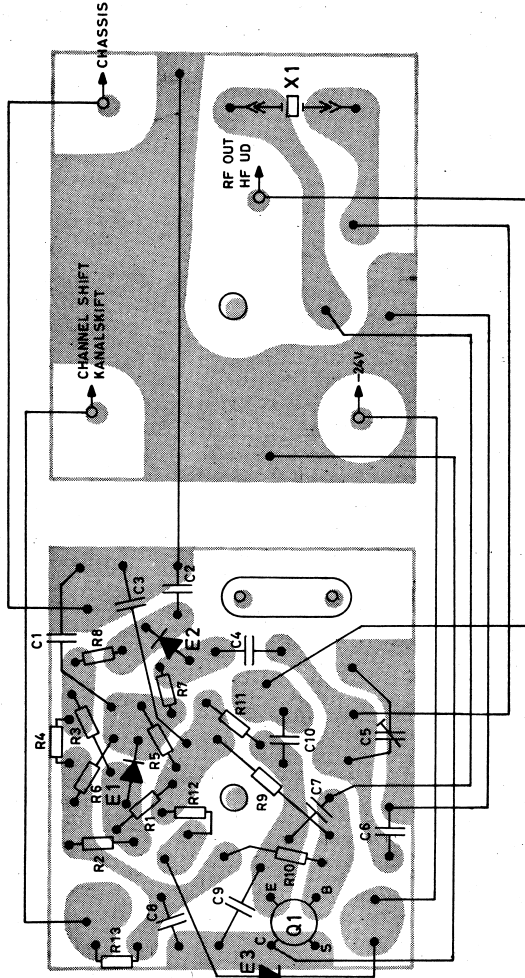 CHASSIS
X1
RF OUT
HF UD
CHANNEL SHIFT
KANALSKIFT
-24V
C1
C3
C2
R8
E2
R4
R3
R7
C4
R6
E1
R5
R11
C10
C5
R2
R1
R12
R9
C7
C6
R13
C8
C9
R10
E
B
Q1
C
S
E3